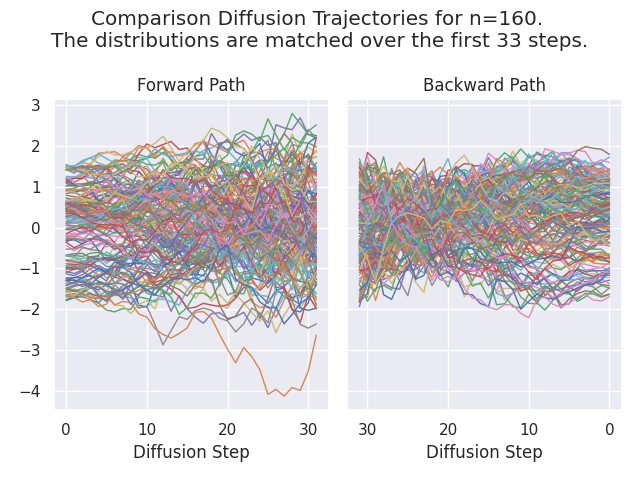 Comparison Diffusion Trajectories for n=160.
The distributions are matched over the first 33 steps.
Forward Path
Backward Path
3
2
1
0
−1
−2
−3
−4
0
10
20
30
30
20
10
0
Diffusion Step
Diffusion Step